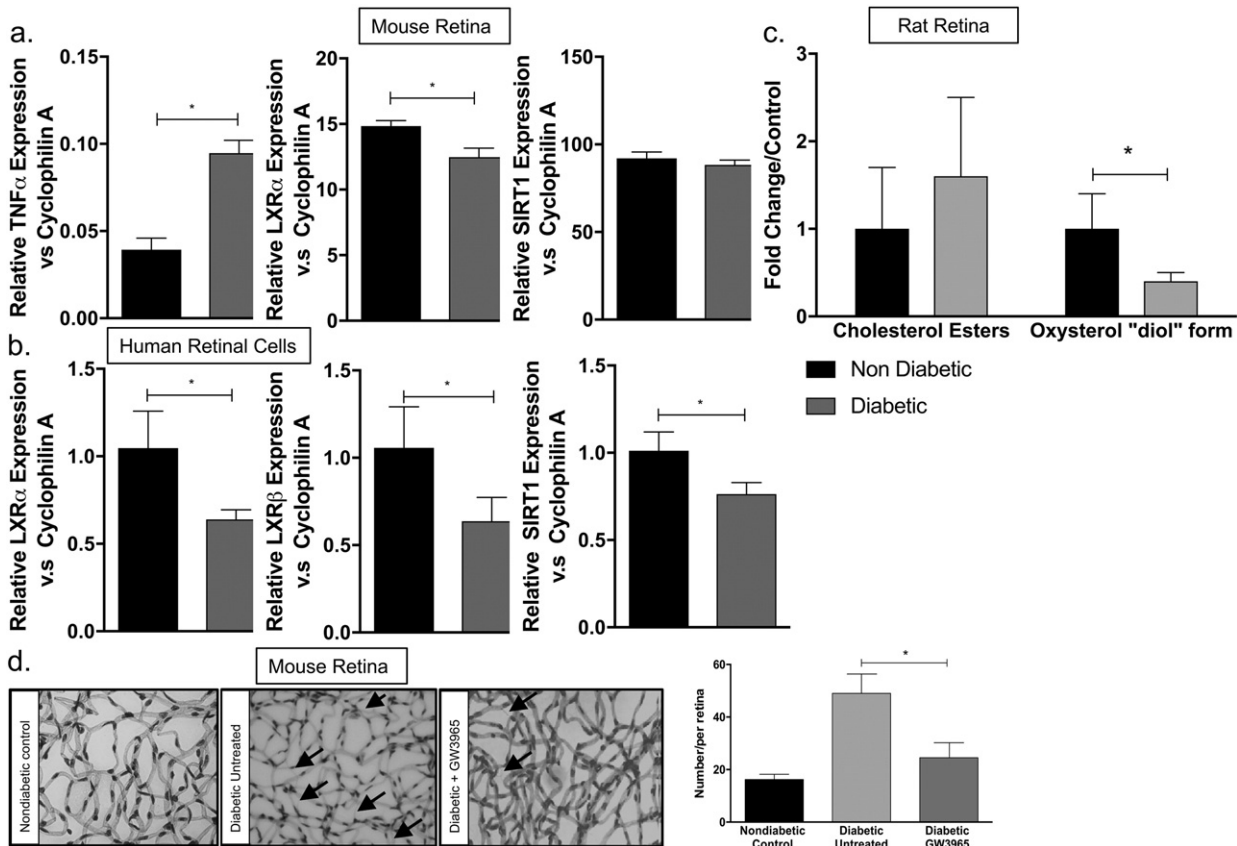 a.
Mouse Retina
Relative TNFα Expression
vs Cyclophilin A
0.15
0.10
0.05
0.00
*
Relative LXRα Expression
v.s Cyclophilin A
20
15
10
5
0
*
Relative SIRT1 Expression
v.s Cyclophilin A
150
100
50
0
c.
Rat Retina
Fold Change/Control
3
2
1
0
*
Cholesterol Esters
Oxysterol "diol" form
Non Diabetic
Diabetic
b.
Human Retinal Cells
Relative LXRα Expression
v.s Cyclophilin A
1.5
1.0
0.5
0.0
*
Relative LXRβ Expression
v.s Cyclophilin A
1.5
1.0
0.5
0.0
*
Relative SIRT1 Expression
v.s Cyclophilin A
1.5
1.0
0.5
0.0
*
d.
Mouse Retina
Nondiabetic control
Diabetic Untreated
Diabetic + GW3965
Number/per retina
60
40
20
0
*
Nondiabetic
Control
Diabetic
Untreated
Diabetic
GW3965